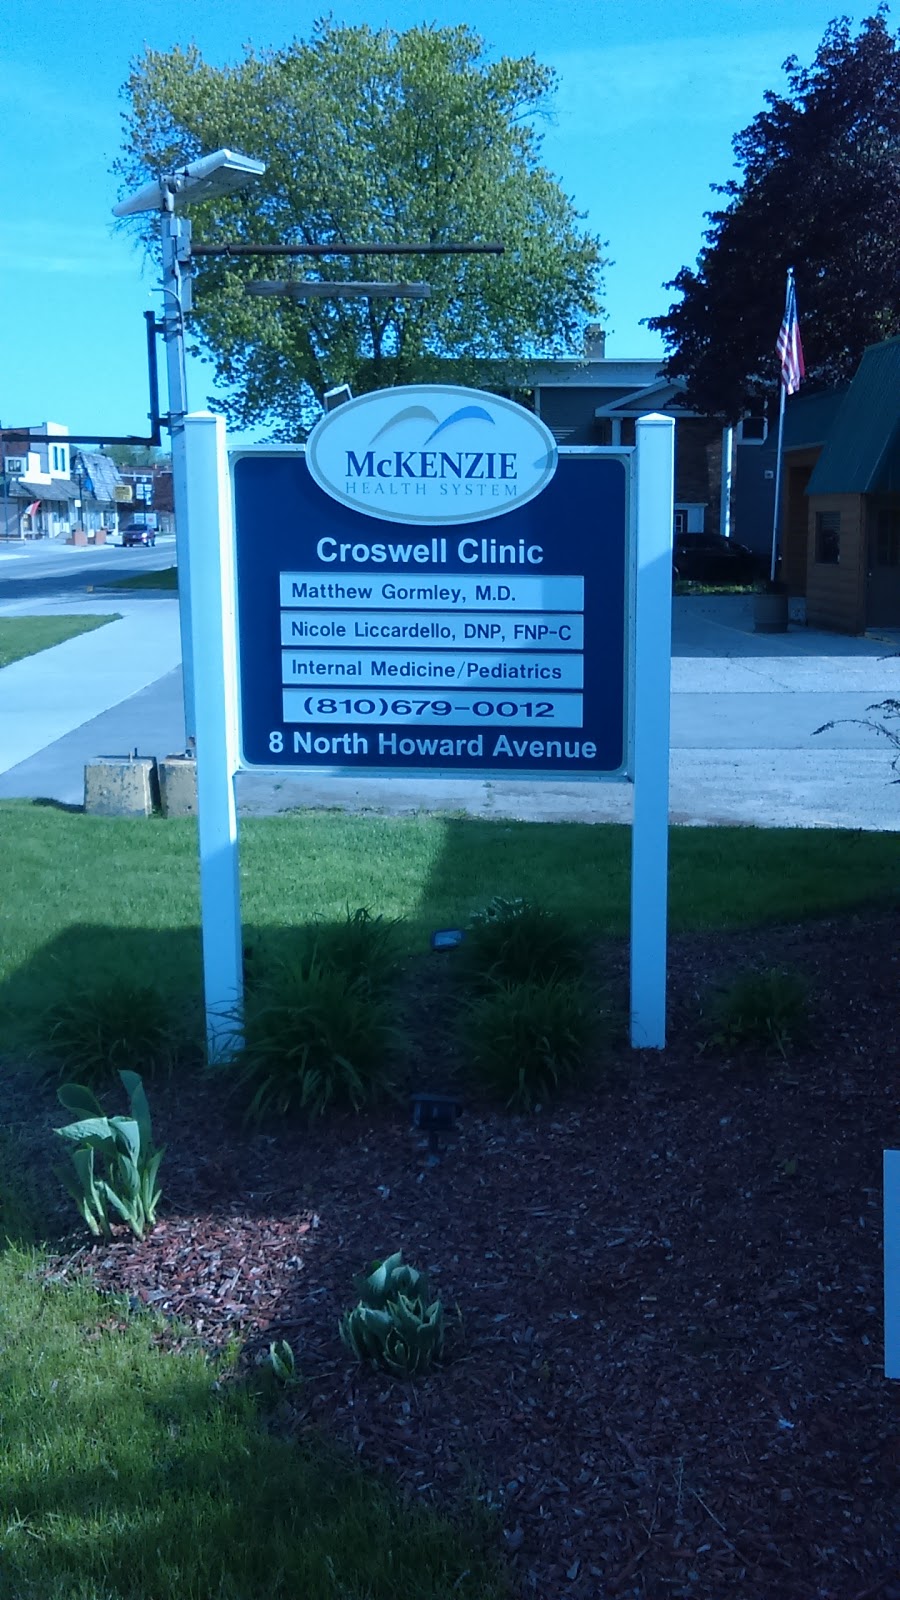 McKENZIE
HEALTH SYSTEM
Croswell Clinic
Matthew Gormley, M.D.
Nicole Liccardello, DNP, FNP-C
Internal Medicine/Pediatrics
(810)679-0012
8 North Howard Avenue